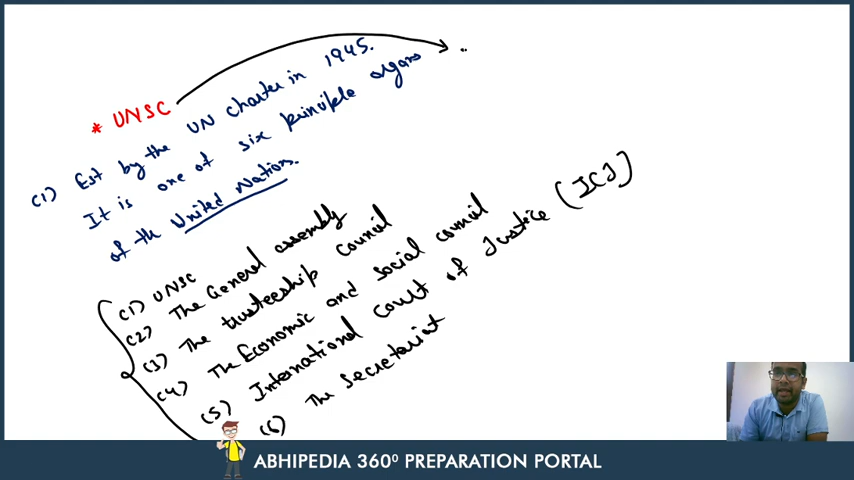 * UNSC
(1) Est by the UN Charter in 1945.
It is one of six principle organs
of th United Nations.
(1) UNSC
(2) The General assembly
(3) The trusteeship council
(4) The Economic and social council
(5) International court of Justice (ICJ)
(6) The Secretariat
ABHIPEDIA 360⁰ PREPARATION PORTAL